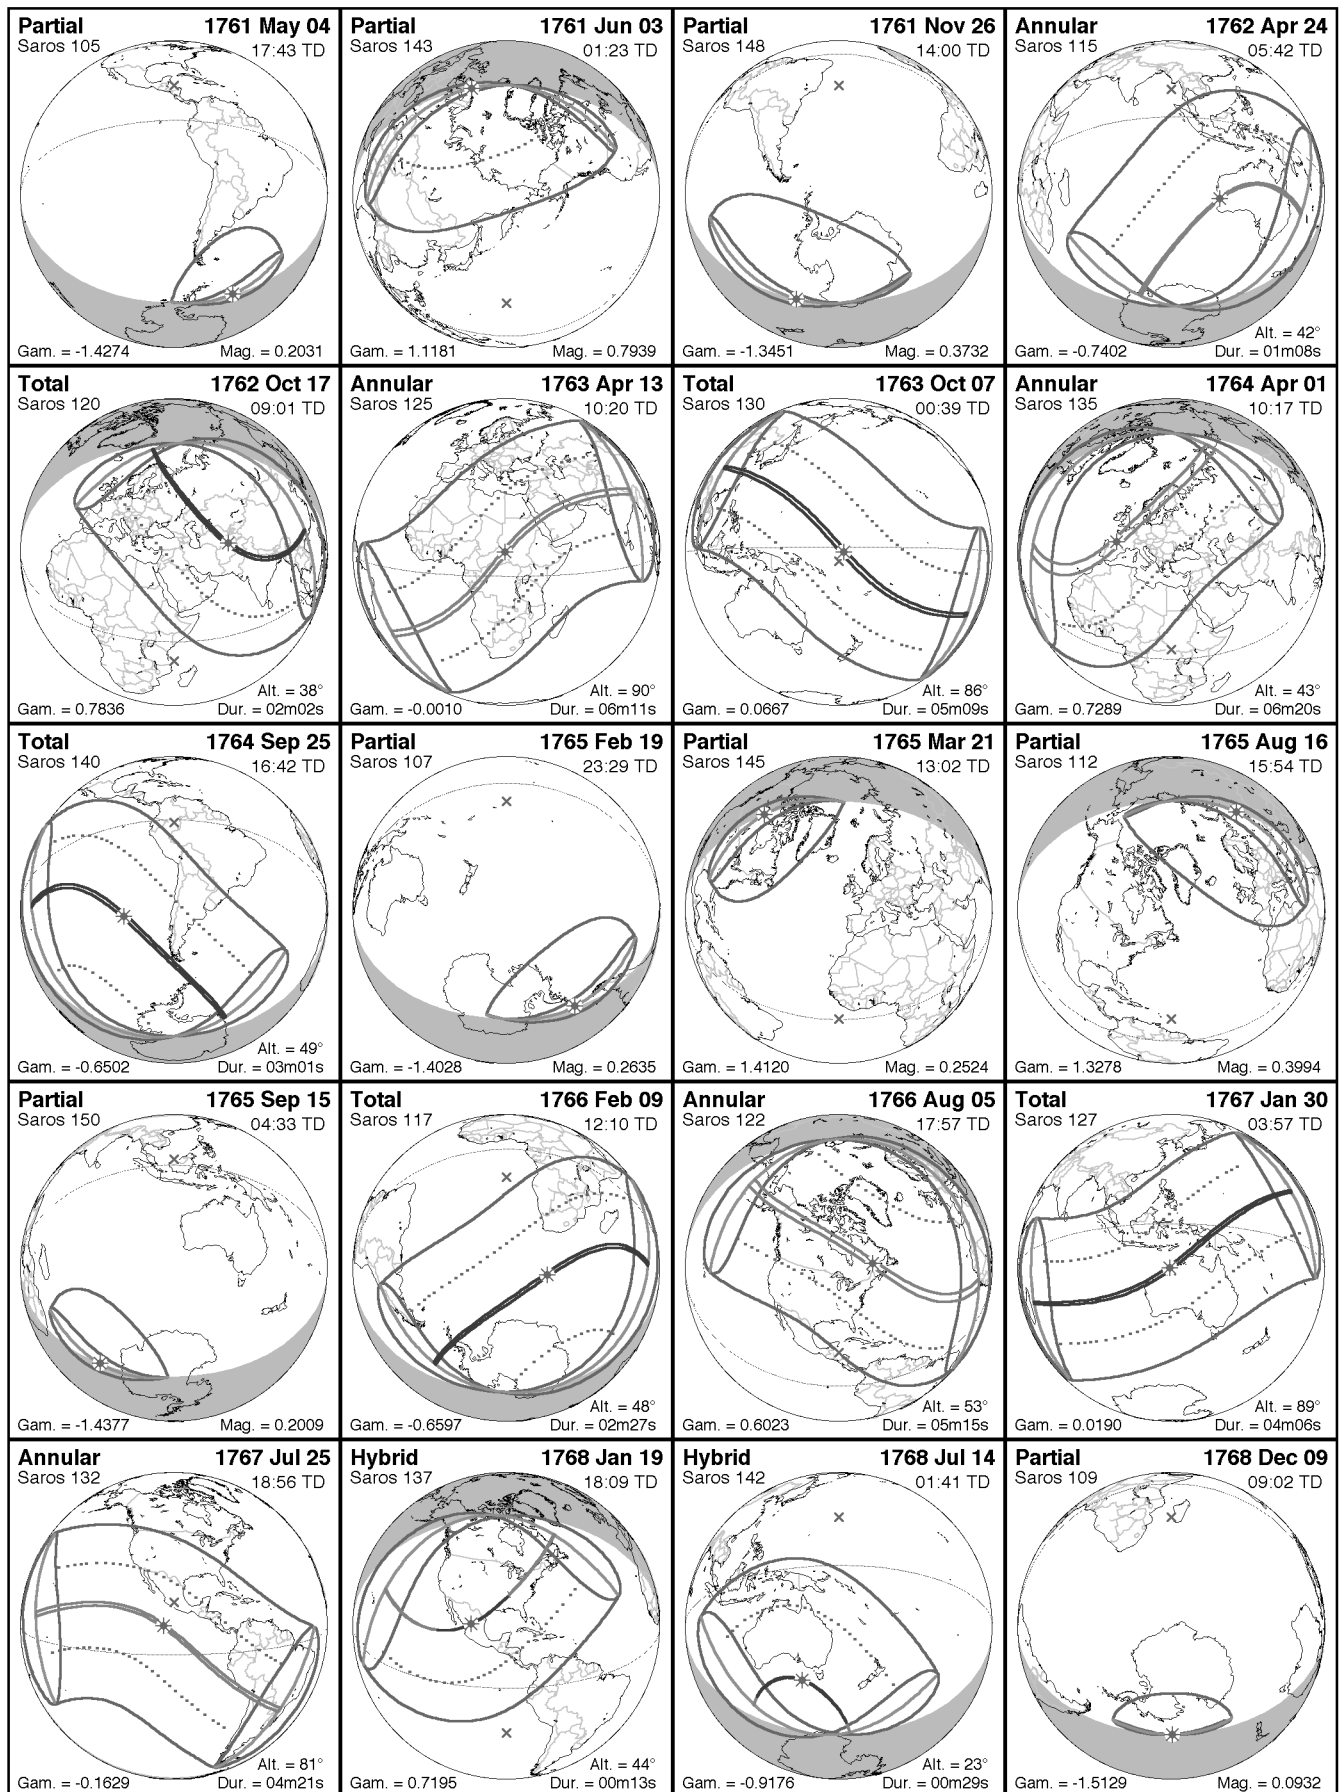 Partial 1761 May 04
Saros 105 17:43 TD
Gam. = -1.4274 Mag. = 0.2031
Partial 1761 Jun 03
Saros 143 01:23 TD
Gam. = 1.1181 Mag. = 0.7939
Partial 1761 Nov 26
Saros 148 14:00 TD
Gam. = -1.3451 Mag. = 0.3732
Annular 1762 Apr 24
Saros 115 05:42 TD
Alt. = 42°
Gam. = -0.7402 Dur. = 01m08s
Total 1762 Oct 17
Saros 120 09:01 TD
Alt. = 38°
Gam. = 0.7836 Dur. = 02m02s
Annular 1763 Apr 13
Saros 125 10:20 TD
Alt. = 90°
Gam. = -0.0010 Dur. = 06m11s
Total 1763 Oct 07
Saros 130 00:39 TD
Alt. = 86°
Gam. = 0.0667 Dur. = 05m09s
Annular 1764 Apr 01
Saros 135 10:17 TD
Alt. = 43°
Gam. = 0.7289 Dur. = 06m20s
Total 1764 Sep 25
Saros 140 16:42 TD
Alt. = 49°
Gam. = -0.6502 Dur. = 03m01s
Partial 1765 Feb 19
Saros 107 23:29 TD
Gam. = -1.4028 Mag. = 0.2635
Partial 1765 Mar 21
Saros 145 13:02 TD
Gam. = 1.4120 Mag. = 0.2524
Partial 1765 Aug 16
Saros 112 15:54 TD
Gam. = 1.3278 Mag. = 0.3994
Partial 1765 Sep 15
Saros 150 04:33 TD
Gam. = -1.4377 Mag. = 0.2009
Total 1766 Feb 09
Saros 117 12:10 TD
Alt. = 48°
Gam. = -0.6597 Dur. = 02m27s
Annular 1766 Aug 05
Saros 122 17:57 TD
Alt. = 53°
Gam. = 0.6023 Dur. = 05m15s
Total 1767 Jan 30
Saros 127 03:57 TD
Alt. = 89°
Gam. = 0.0190 Dur. = 04m06s
Annular 1767 Jul 25
Saros 132 18:56 TD
Alt. = 81°
Gam. = -0.1629 Dur. = 04m21s
Hybrid 1768 Jan 19
Saros 137 18:09 TD
Alt. = 44°
Gam. = 0.7195 Dur. = 00m13s
Hybrid 1768 Jul 14
Saros 142 01:41 TD
Alt. = 23°
Gam. = -0.9176 Dur. = 00m29s
Partial 1768 Dec 09
Saros 109 09:02 TD
Gam. = -1.5129 Mag. = 0.0932